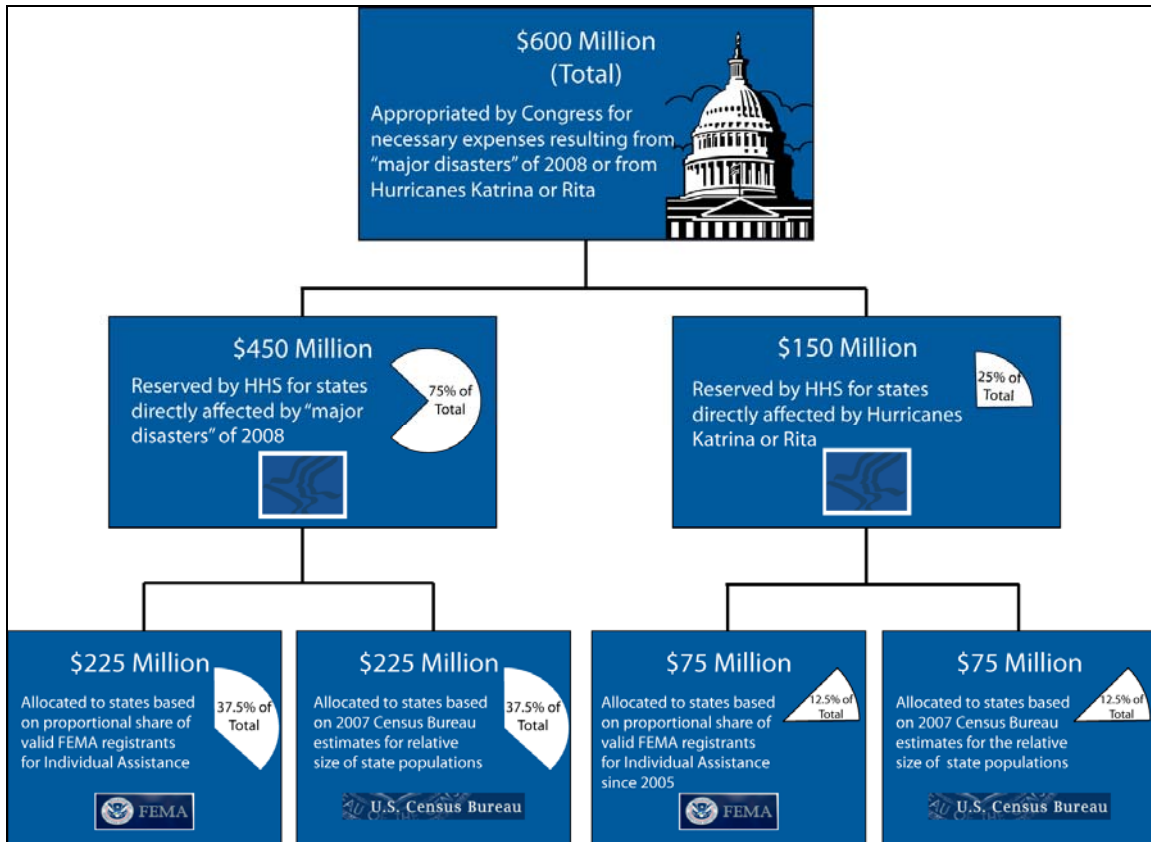 $600 Million
(Total)
Appropriated by Congress for
necessary expenses resulting from
“major disasters” of 2008 or from
Hurricanes Katrina or Rita
$450 Million
Reserved by HHS for states
directly affected by “major
disasters” of 2008
75% of
Total
$150 Million
Reserved by HHS for states
directly affected by Hurricanes
Katrina or Rita
25% of
Total
$225 Million
Allocated to states based
on proportional share of
valid FEMA registrants
for Individual Assistance
37.5% of
Total
FEMA
$225 Million
Allocated to states based
on 2007 Census Bureau
estimates for relative
size of state populations
37.5% of
Total
U.S. Census Bureau
$75 Million
Allocated to states based
on proportional share of
valid FEMA registrants
for Individual Assistance
since 2005
12.5% of
Total
FEMA
$75 Million
Allocated to states based
on 2007 Census Bureau
estimates for the relative
size of state populations
12.5% of
Total
U.S. Census Bureau